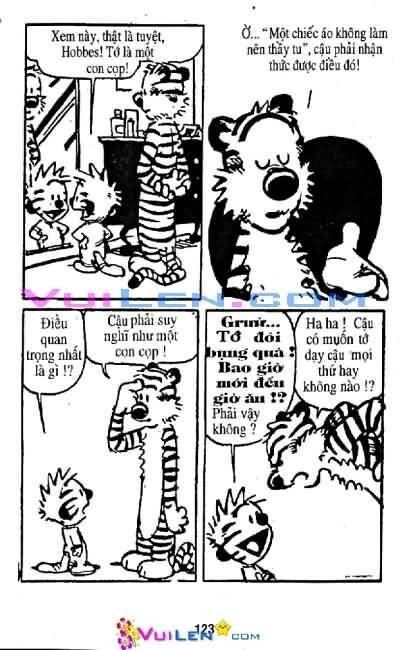 Xem này, thật là tuyệt,
Hobbes! Tớ là một
con cọp!
Ờ... “Một chiếc áo không làm
nên thầy tu”, cậu phải nhận
thức được điều đó!
VUILEN.COM
Điều
quan
trọng nhất
là gì !?
Cậu phải suy
nghĩ như một
con cọp !
Grừừ...
Tớ đói
bụng quá !
Bao giờ
mới đến
giờ ăn !?
Phải vậy
không ?
Ha ha ! Cậu
có muốn tớ
dạy cậu mọi
thứ hay
không nào !?
123
VUILEN.COM